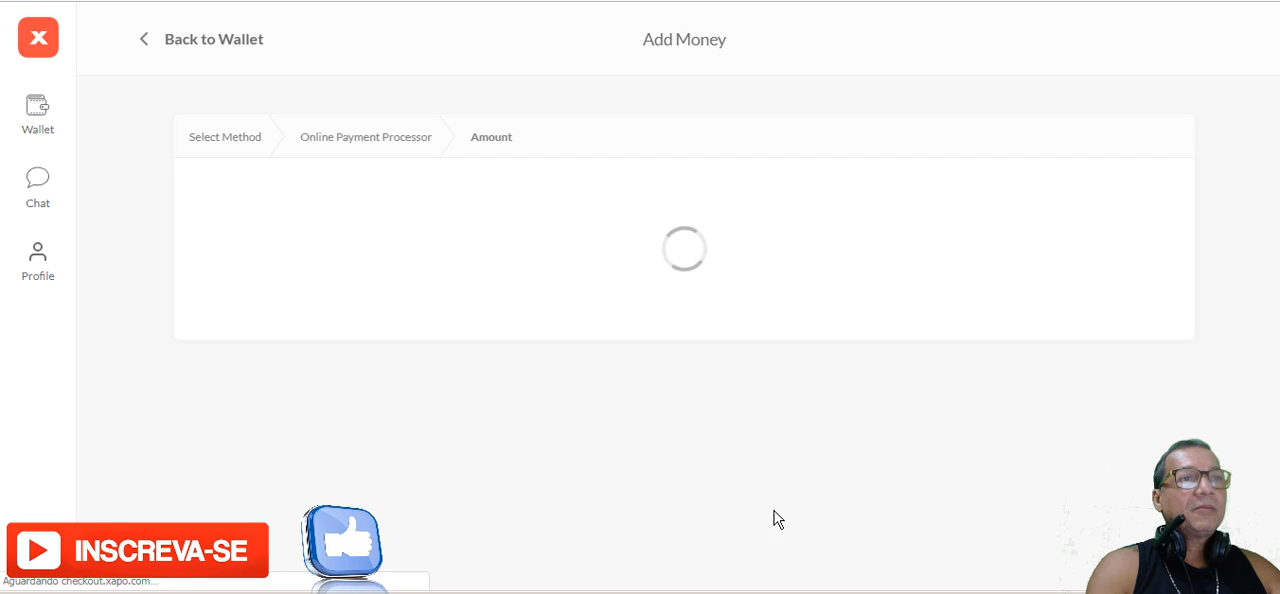 x
Back to Wallet
Add Money
Wallet
Chat
Profile
Select Method
Online Payment Processor
Amount
INSCREVA-SE
Aguardando checkout.xapo.com...